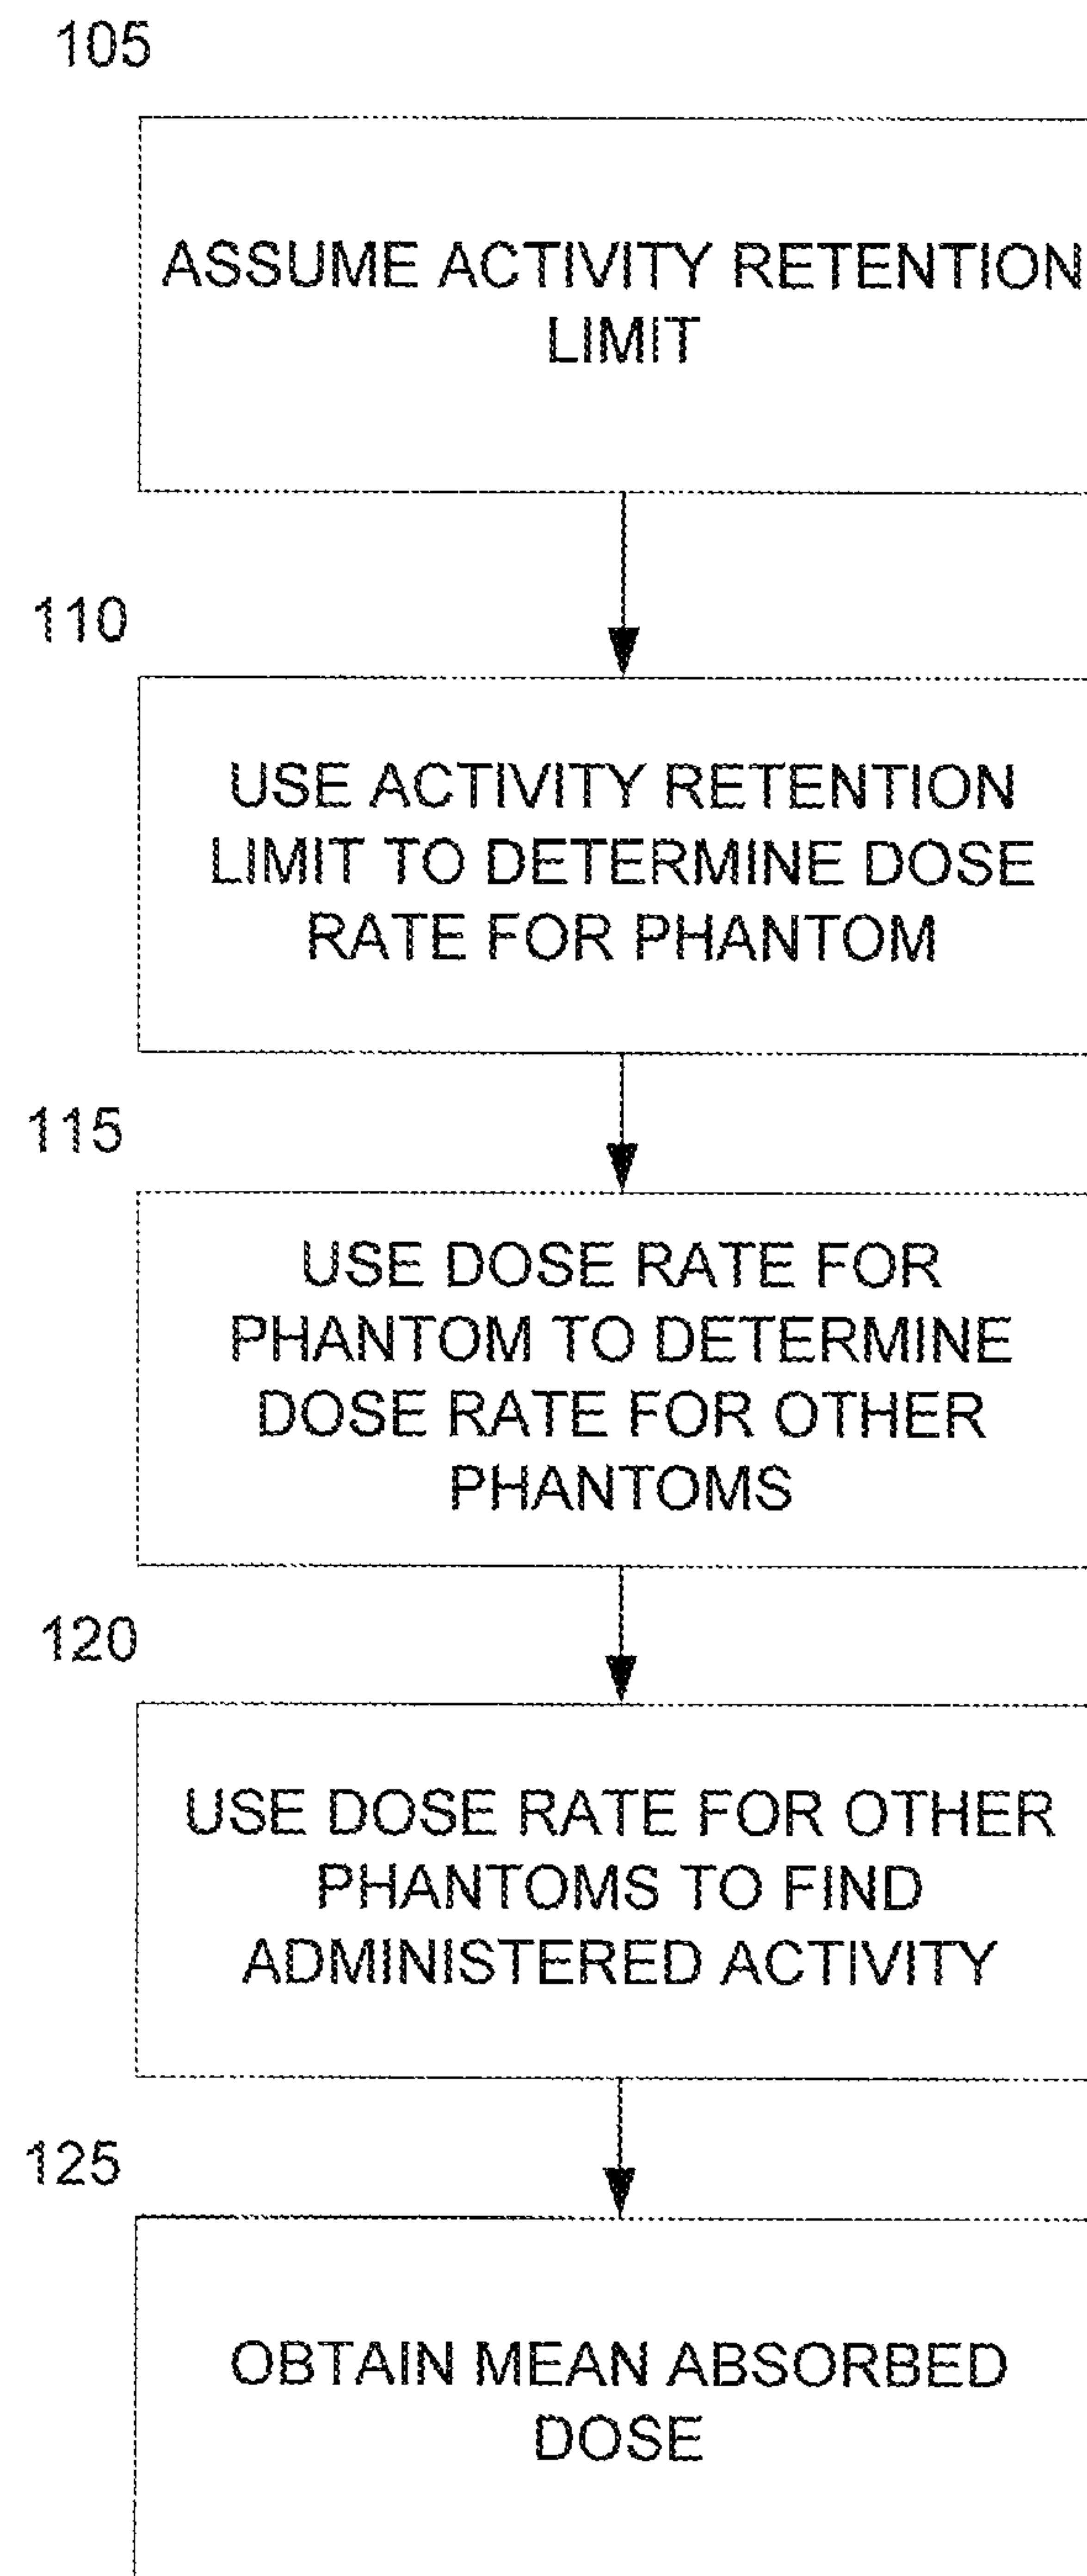 105
ASSUME ACTIVITY RETENTION
LIMIT
110
USE ACTIVITY RETENTION
LIMIT TO DETERMINE DOSE
RATE FOR PHANTOM
115
USE DOSE RATE FOR
PHANTOM TO DETERMINE
DOSE RATE FOR OTHER
PHANTOMS
120
USE DOSE RATE FOR OTHER
PHANTOMS TO FIND
ADMINISTERED ACTIVITY
125
OBTAIN MEAN ABSORBED
DOSE